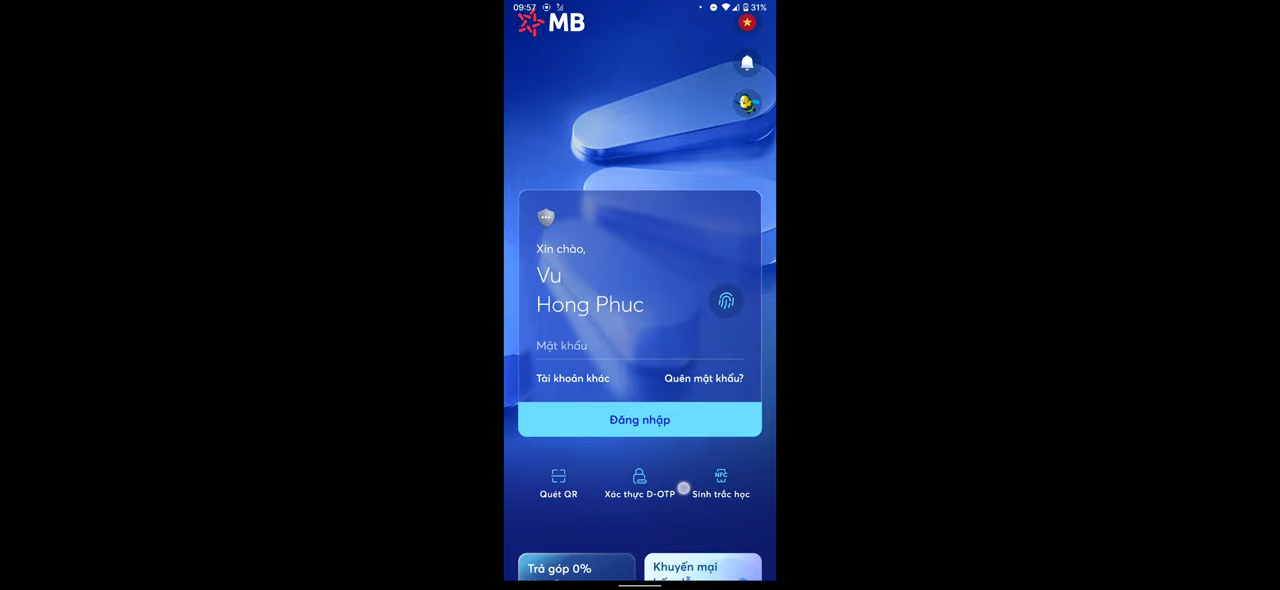 09:57
31%
MB
Xin chào,
Vu
Hong Phuc
Mật khẩu
Tài khoản khác
Quên mật khẩu?
Đăng nhập
Quét QR
Xác thực D-OTP
NFC
Sinh trắc học
Trả góp 0%
Khuyến mại